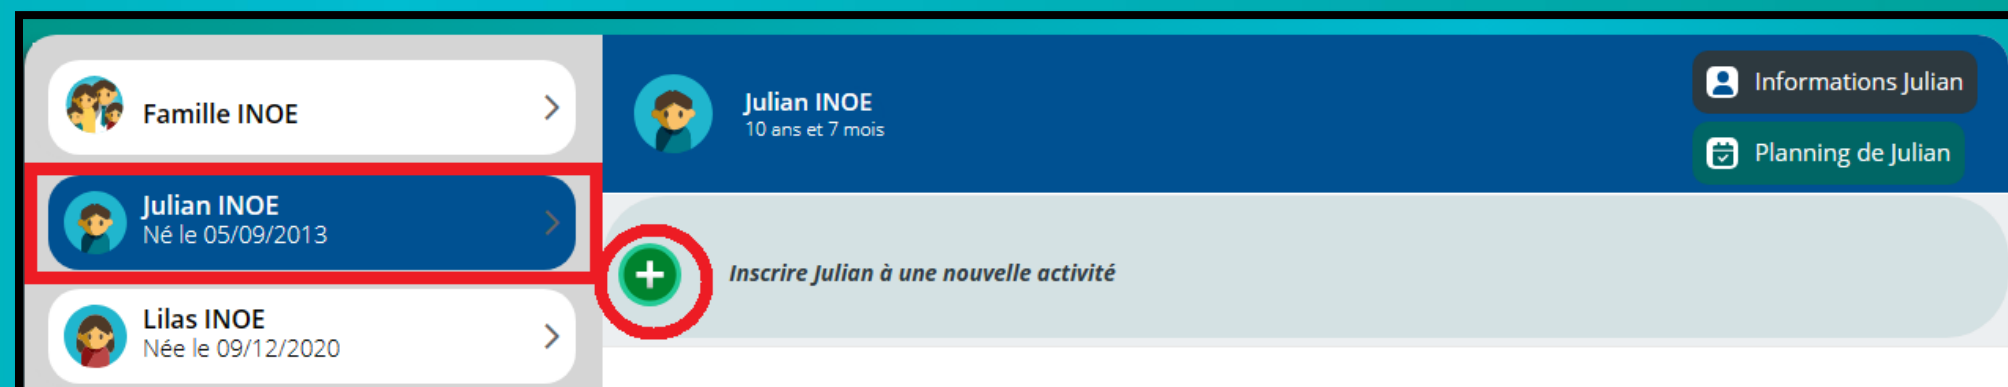 Famille INOE
Julian INOE
Né le 05/09/2013
Lilas INOE
Née le 09/12/2020
Julian INOE
10 ans et 7 mois
Informations Julian
Planning de Julian
Inscrire Julian à une nouvelle activité